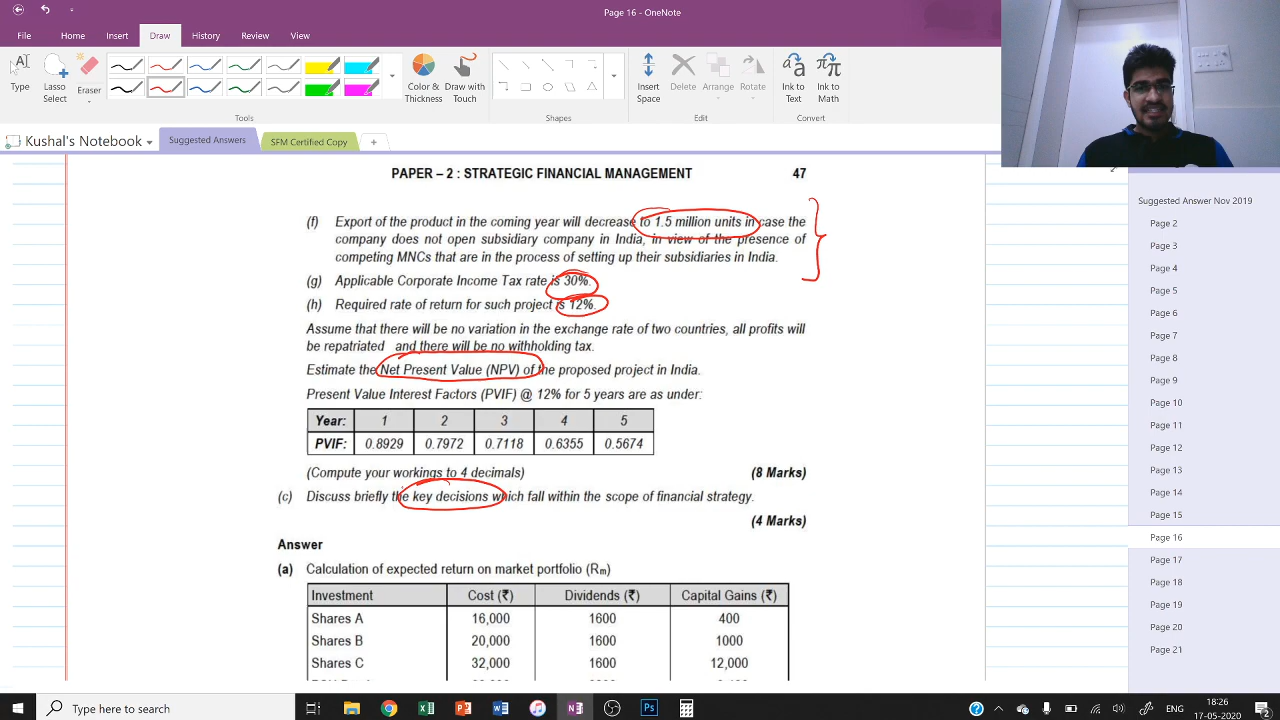 Page 16 - OneNote
File Home Insert Draw History Review View
Type
Lasso Select
Eraser
Color & Thickness
Draw with Touch
Insert Space
Delete
Arrange
Rotate
Ink to Text
Ink to Math
Tools
Shapes
Edit
Convert
Kushal's Notebook
Suggested Answers
SFM Certified Copy
PAPER – 2 : STRATEGIC FINANCIAL MANAGEMENT 47
(f) Export of the product in the coming year will decrease to 1.5 million units in case the
company does not open subsidiary company in India, in view of the presence of
competing MNCs that are in the process of setting up their subsidiaries in India.
(g) Applicable Corporate Income Tax rate is 30%.
(h) Required rate of return for such project is 12%.
Assume that there will be no variation in the exchange rate of two countries, all profits will
be repatriated and there will be no withholding tax.
Estimate the Net Present Value (NPV) of the proposed project in India.
Present Value Interest Factors (PVIF) @ 12% for 5 years are as under:
Year: 1 2 3 4 5
PVIF: 0.8929 0.7972 0.7118 0.6355 0.5674
(Compute your workings to 4 decimals) (8 Marks)
(c) Discuss briefly the key decisions which fall within the scope of financial strategy.
(4 Marks)
Answer
(a) Calculation of expected return on market portfolio (Rm)
Investment Cost (₹) Dividends (₹) Capital Gains (₹)
Shares A 16,000 1600 400
Shares B 20,000 1600 1000
Shares C 32,000 1600 12,000
Suggested Answer Nov 2019
Page 2
Page 3
Page 4
Page 5
Page 6
Page 7
Page 8
Page 9
Page 10
Page 11
Page 12
Page 13
Page 14
Page 15
Page 16
Page 17
Page 18
Page 19
Page 20
Page 21
Type here to search
18:26
17-05-2020